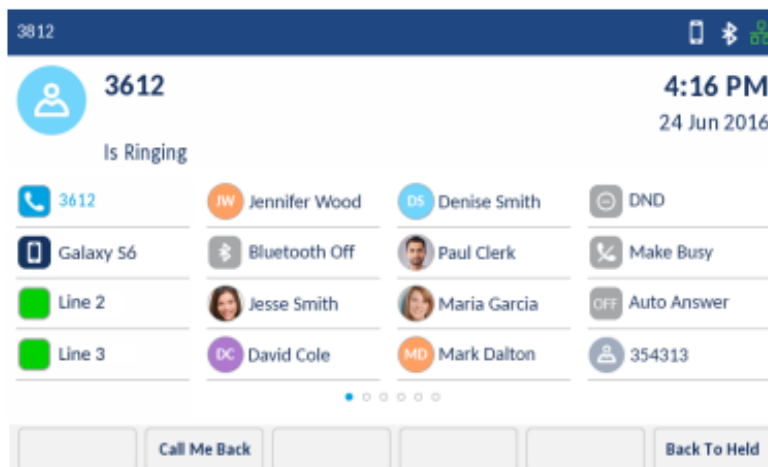 3812
3612
4:16 PM
24 Jun 2016
Is Ringing
3612
JW Jennifer Wood
DS Denise Smith
DND
Galaxy S6
Bluetooth Off
Paul Clerk
Make Busy
Line 2
Jesse Smith
Maria Garcia
OFF Auto Answer
Line 3
DC David Cole
MD Mark Dalton
354313
Call Me Back
Back To Held